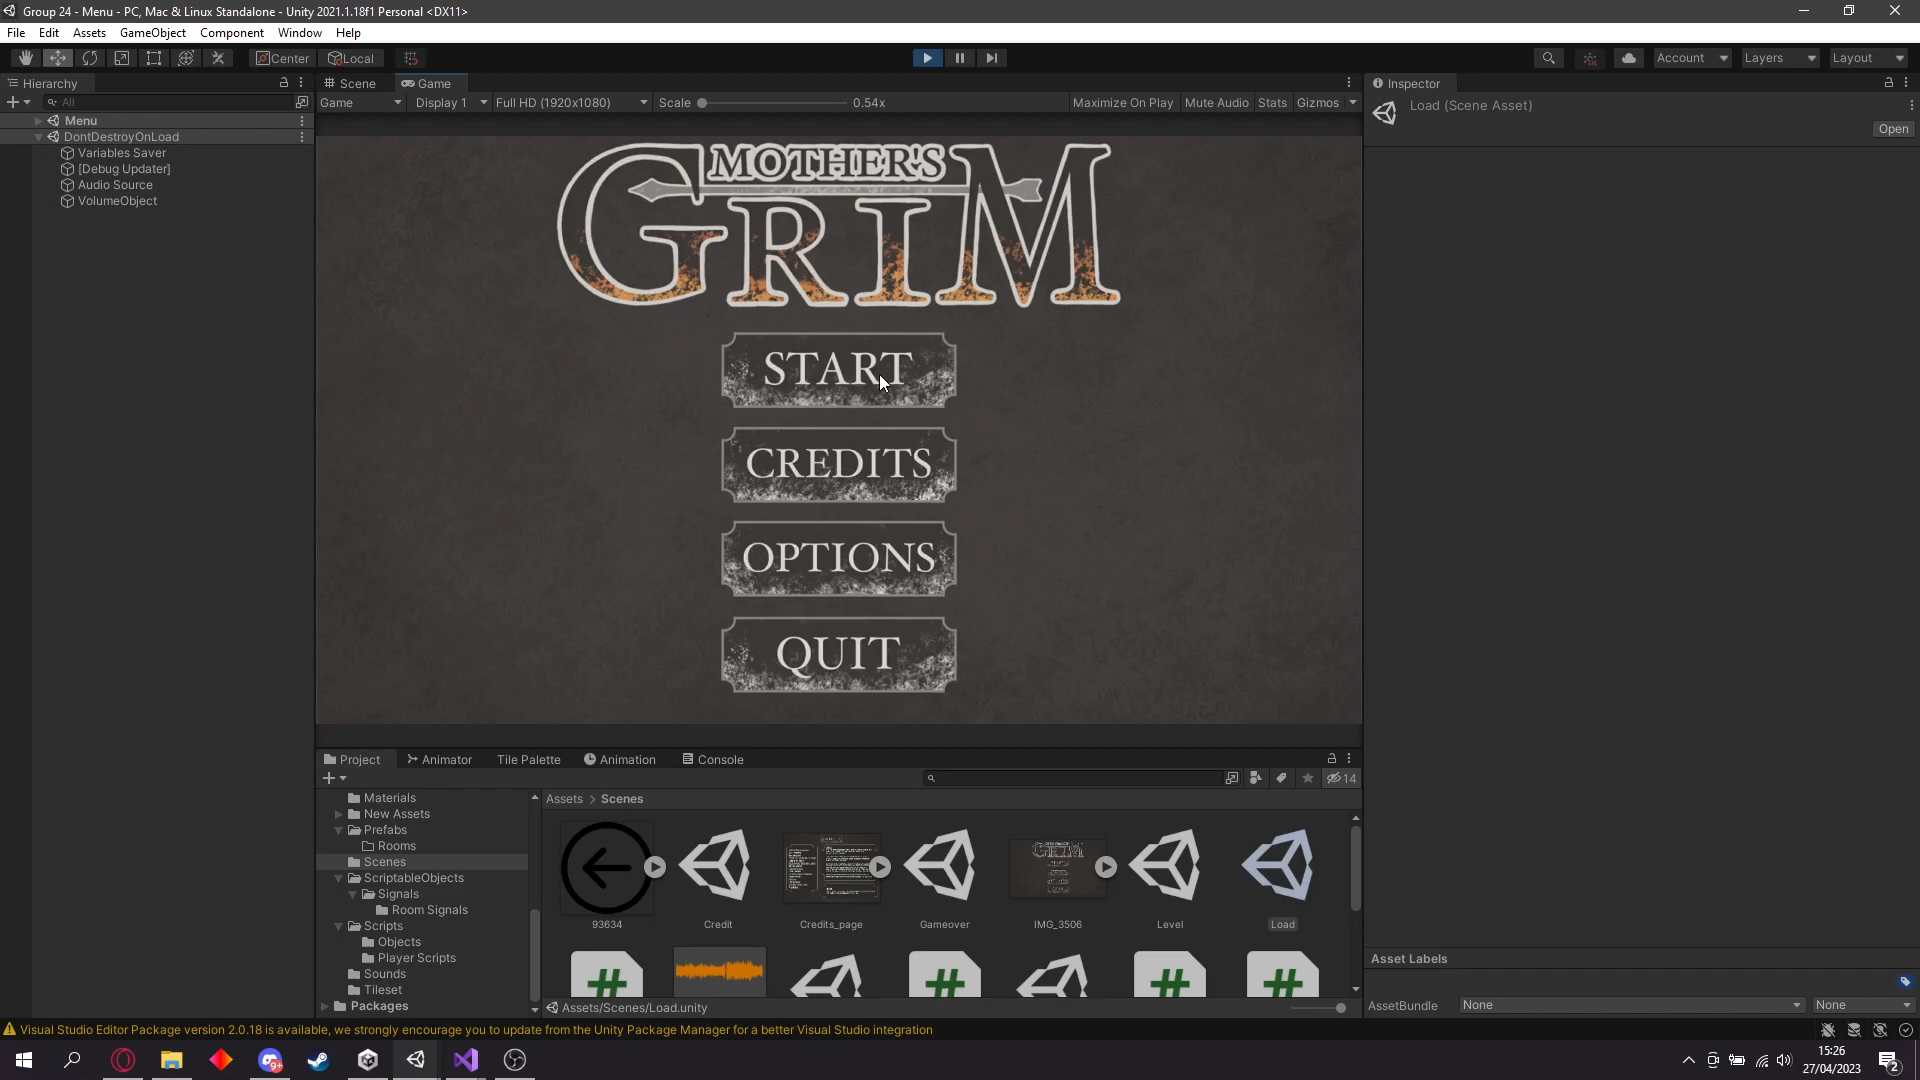 Group 24 - Menu - PC, Mac & Linux Standalone - Unity 2021.1.18f1 Personal <DX11>
File Edit Assets GameObject Component Window Help
Center Local
Account Layers Layout
Hierarchy
All
Menu
DontDestroyOnLoad
Variables Saver
[Debug Updater]
Audio Source
VolumeObject
Scene Game
Game Display 1 Full HD (1920x1080) Scale 0.54x Maximize On Play Mute Audio Stats Gizmos
MOTHER'S
GRIM
START
CREDITS
OPTIONS
QUIT
Inspector
Load (Scene Asset)
Open
Project Animator Tile Palette Animation Console
14
Materials
New Assets
Prefabs
Rooms
Scenes
ScriptableObjects
Signals
Room Signals
Scripts
Objects
Player Scripts
Sounds
Tileset
Packages
Assets > Scenes
93634 Credit Credits_page Gameover IMG_3506 Level Load
Assets/Scenes/Load.unity
Asset Labels
AssetBundle None None
Visual Studio Editor Package version 2.0.18 is available, we strongly encourage you to update from the Unity Package Manager for a better Visual Studio integration
9+
15:26
27/04/2023
2